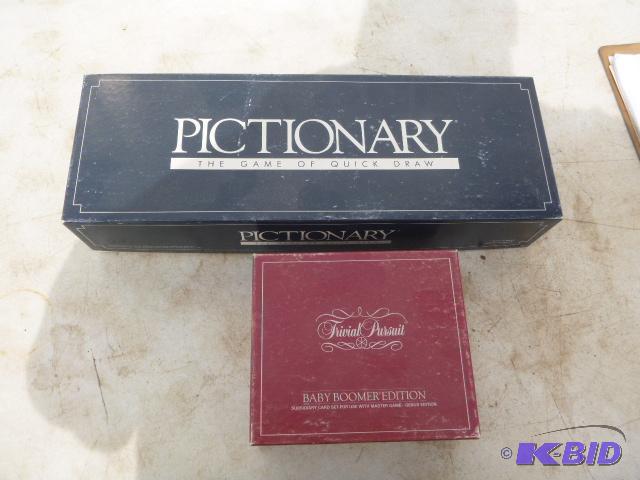 PICTIONARY
THE GAME OF QUICK DRAW
PICTIONARY
Trivial Pursuit
BABY BOOMER EDITION
SUBSIDIARY CARD SET-FOR USE WITH MASTER GAME - GENUS EDITION
© K-BID